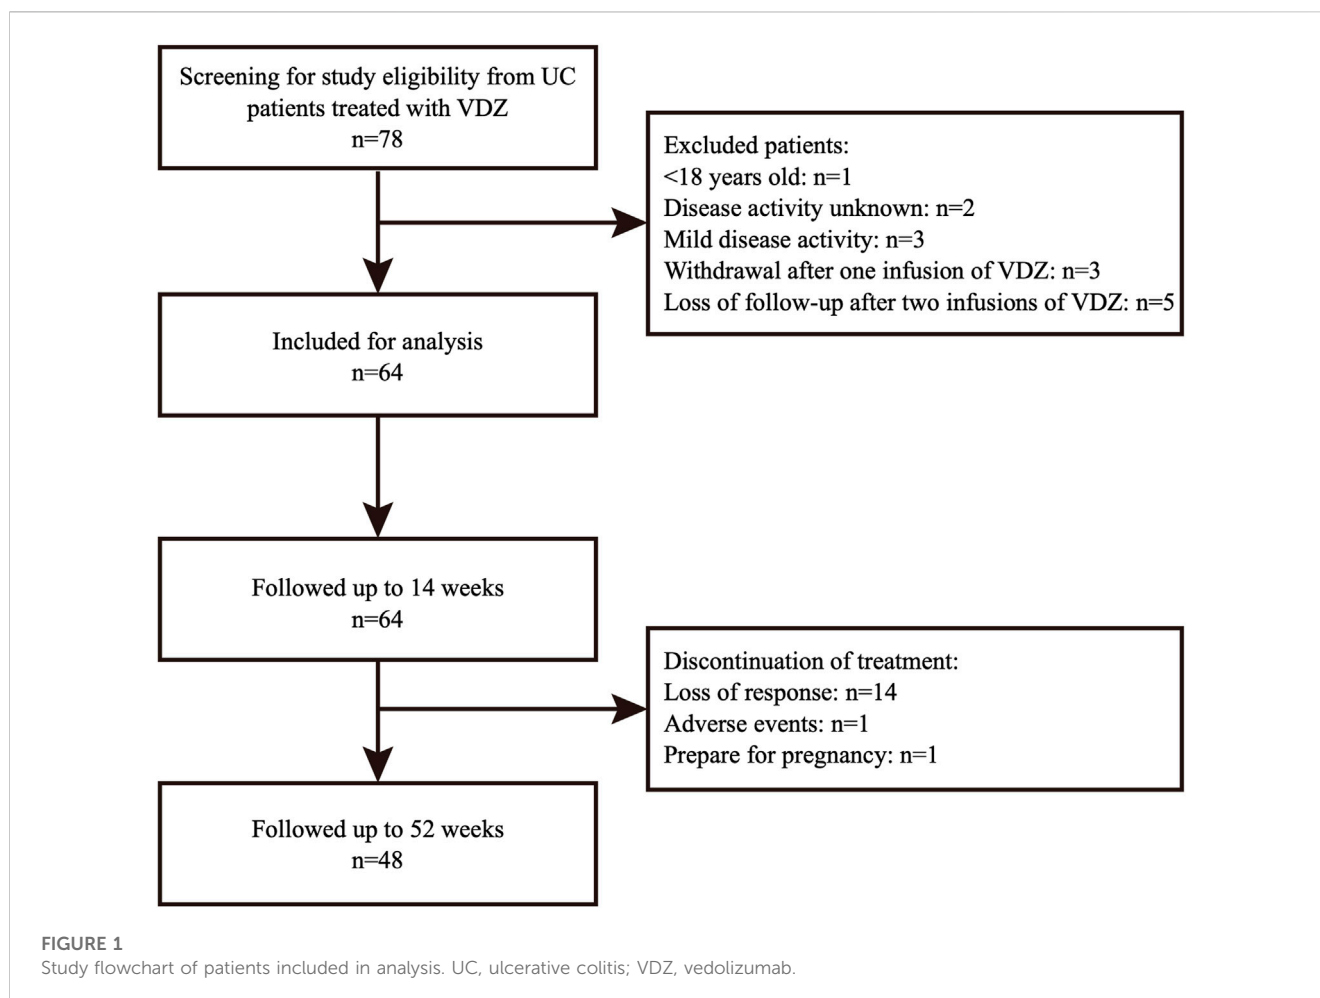 Screening for study eligibility from UC
patients treated with VDZ
n=78
Excluded patients:
<18 years old: n=1
Disease activity unknown: n=2
Mild disease activity: n=3
Withdrawal after one infusion of VDZ: n=3
Loss of follow-up after two infusions of VDZ: n=5
Included for analysis
n=64
Followed up to 14 weeks
n=64
Discontinuation of treatment:
Loss of response: n=14
Adverse events: n=1
Prepare for pregnancy: n=1
Followed up to 52 weeks
n=48
FIGURE 1
Study flowchart of patients included in analysis. UC, ulcerative colitis; VDZ, vedolizumab.